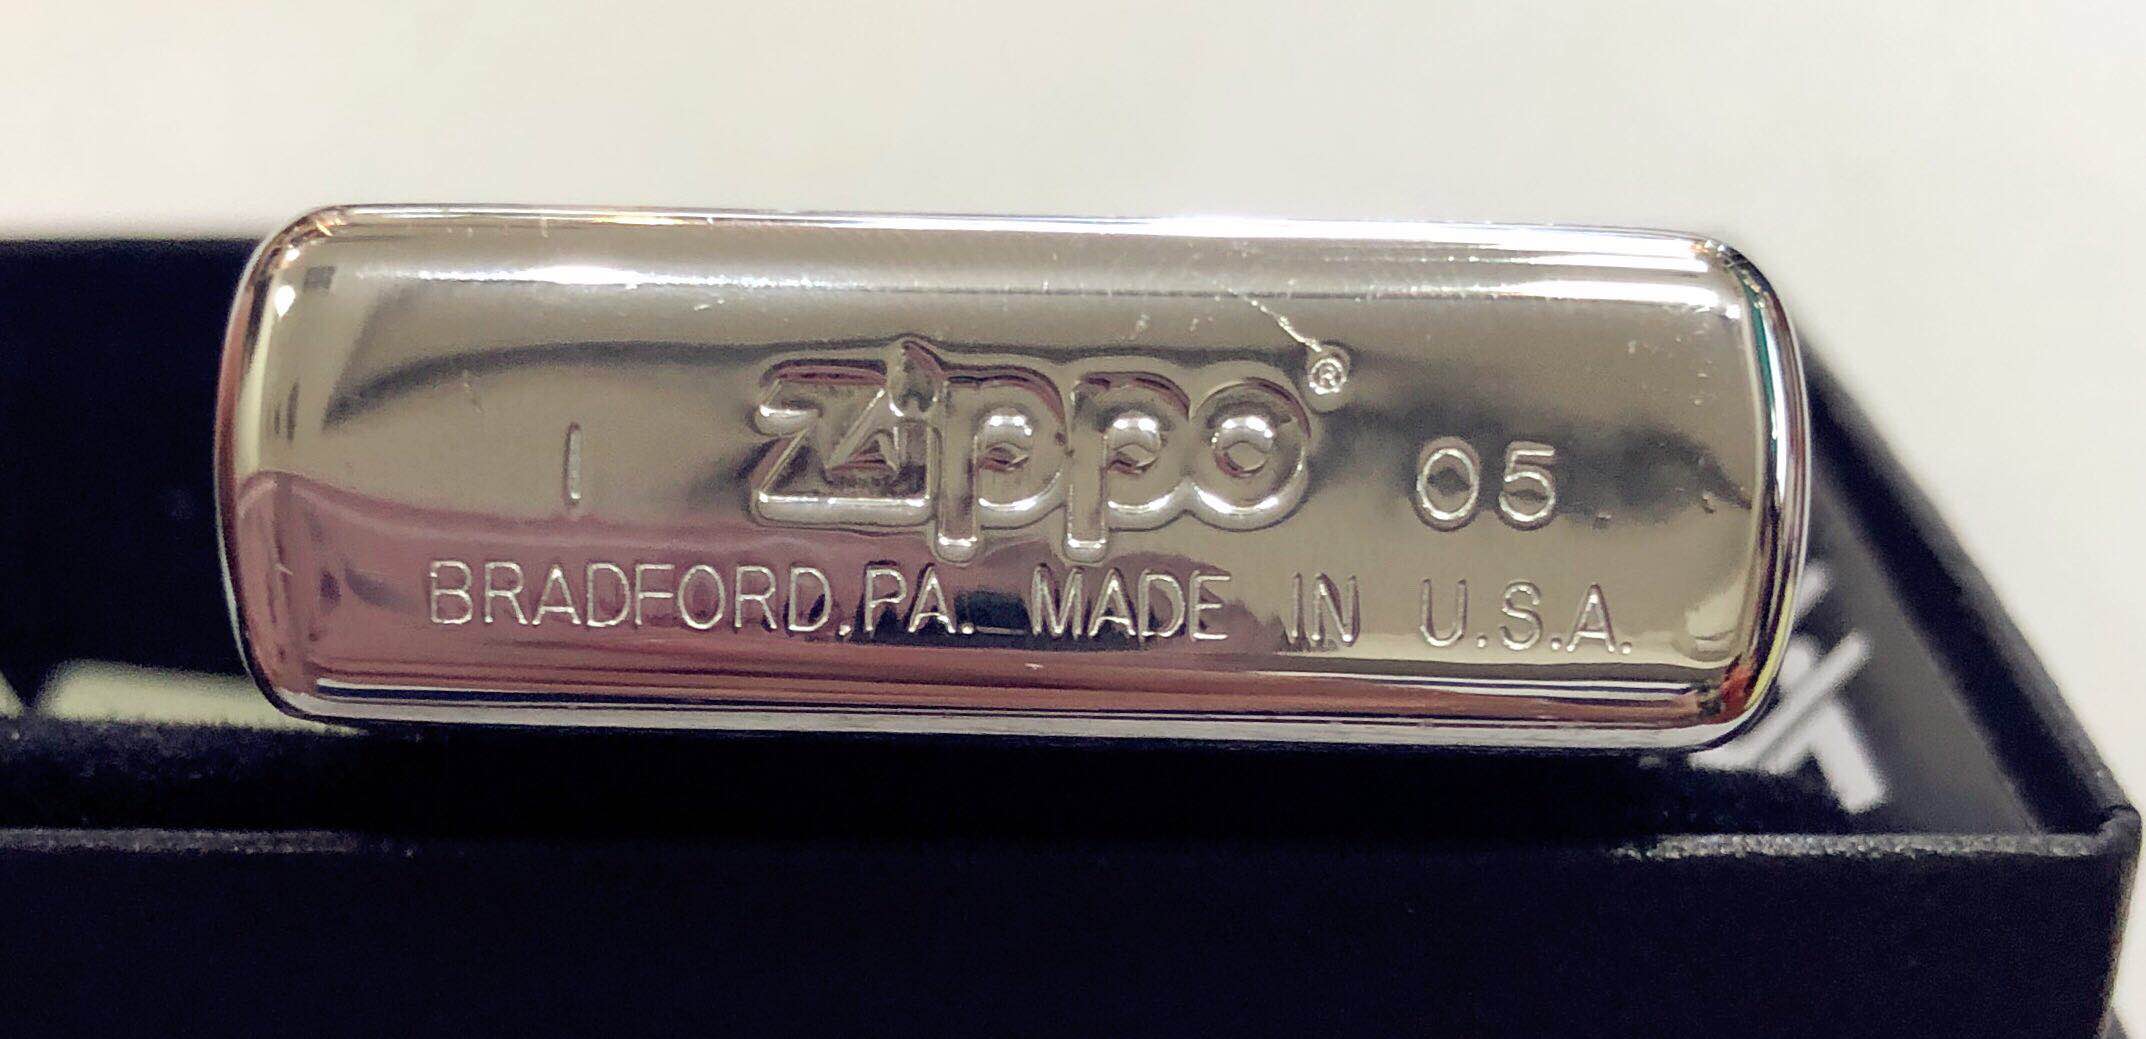 I Zippo® 05
BRADFORD,PA. MADE IN U.S.A.